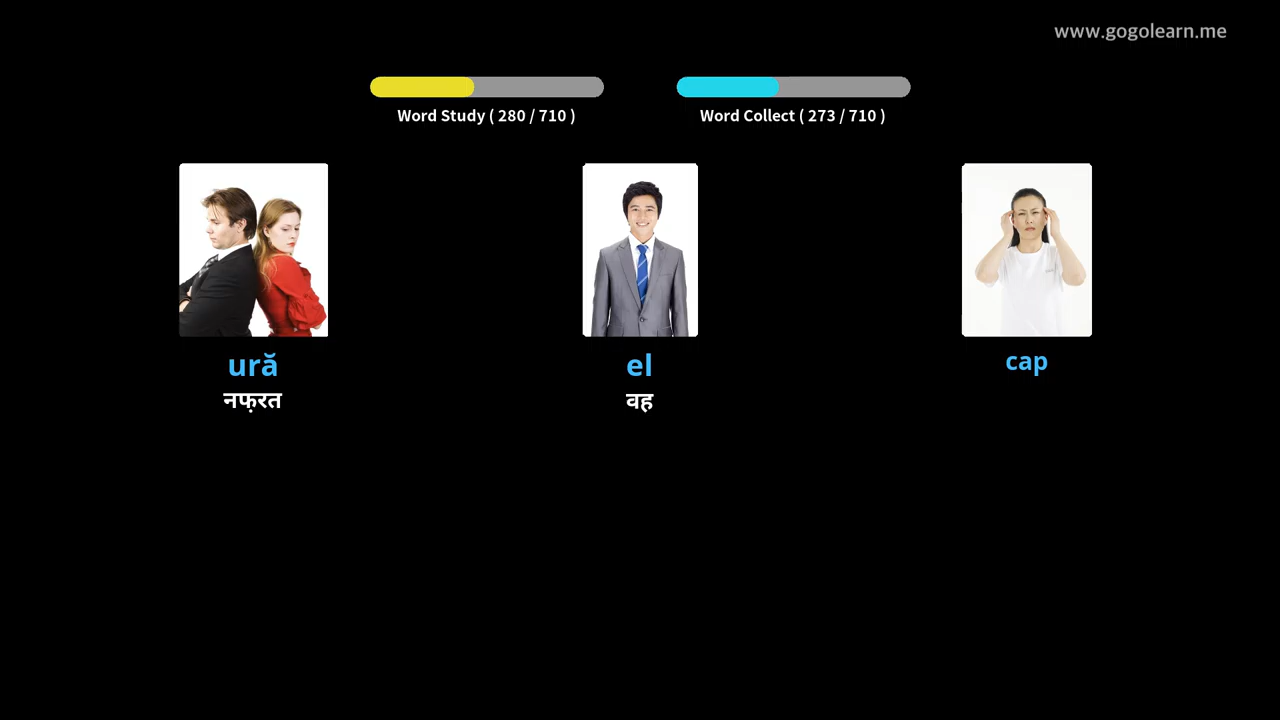 www.gogolearn.me
Word Study ( 280 / 710 )
Word Collect ( 273 / 710 )
ură
नफ़रत
el
वह
cap